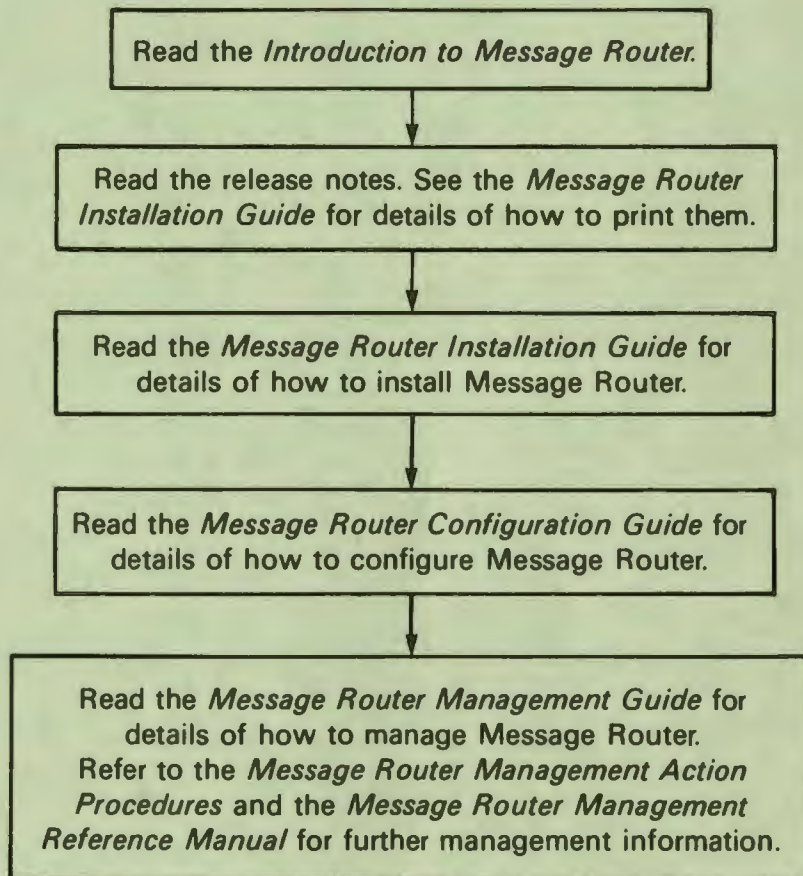 Read the Introduction to Message Router.
Read the release notes. See the Message Router
Installation Guide for details of how to print them.
Read the Message Router Installation Guide for
details of how to install Message Router.
Read the Message Router Configuration Guide for
details of how to configure Message Router.
Read the Message Router Management Guide for
details of how to manage Message Router.
Refer to the Message Router Management Action
Procedures and the Message Router Management
Reference Manual for further management information.